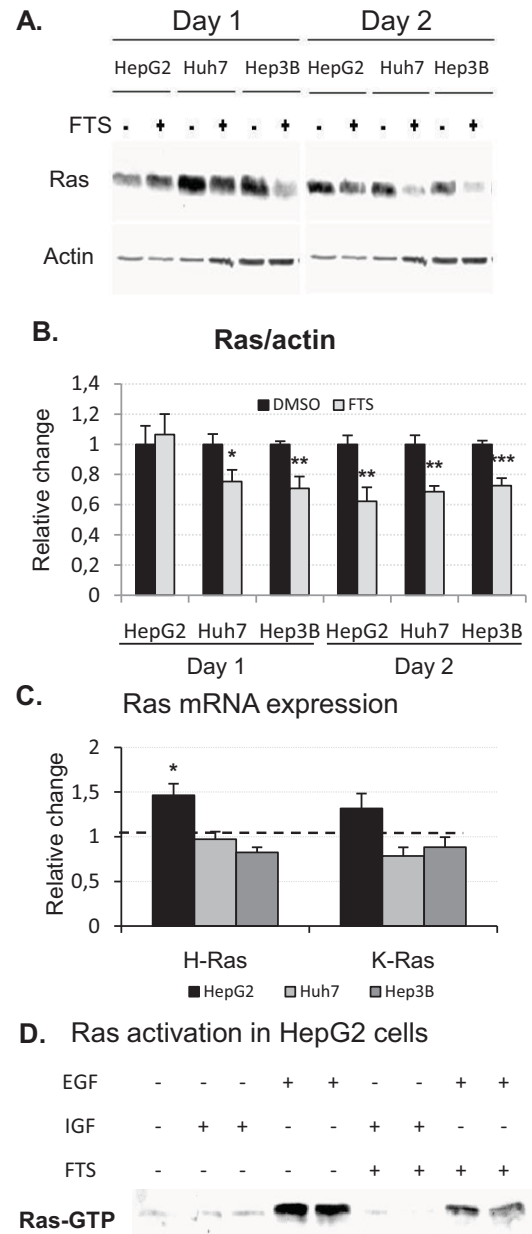 A.
Day 1 Day 2
HepG2 Huh7 Hep3B HepG2 Huh7 Hep3B
FTS - + - + - + - + - + - +
Ras
Actin
B.
Ras/actin
1,4
1,2
1
0,8
0,6
0,4
0,2
0
Relative change
DMSO FTS
* ** ** ** ***
HepG2 Huh7 Hep3B HepG2 Huh7 Hep3B
Day 1 Day 2
C. Ras mRNA expression
2
1,5
1
0,5
0
Relative change
*
H-Ras K-Ras
HepG2 Huh7 Hep3B
D. Ras activation in HepG2 cells
EGF - - - + + - - + +
IGF - + + - - + + - -
FTS - - - - - + + + +
Ras-GTP